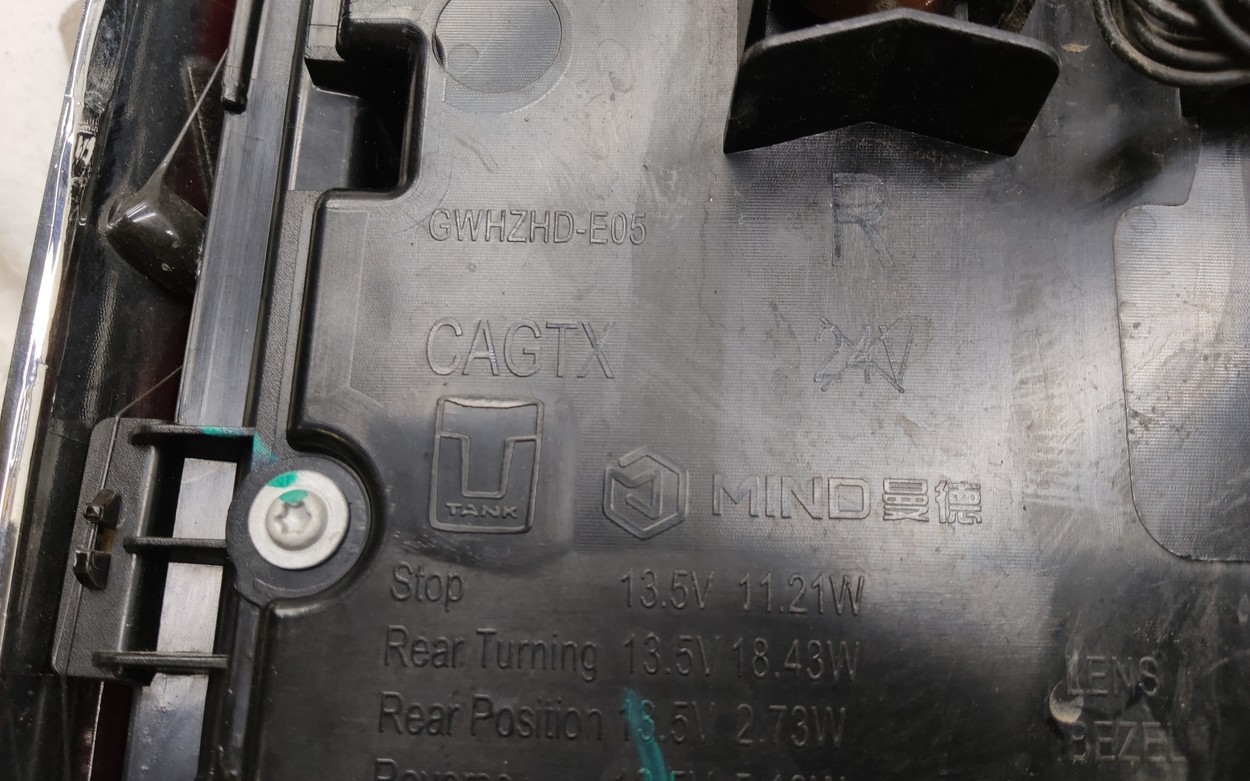 R
GWHZHD-E05
CAGTX
TANK
MIND曼德
Stop 13.5V 11.21W
Rear Turning 13.5V 18.43W
Rear Position 13.5V 2.73W
LENS
BEZEL
Reverse